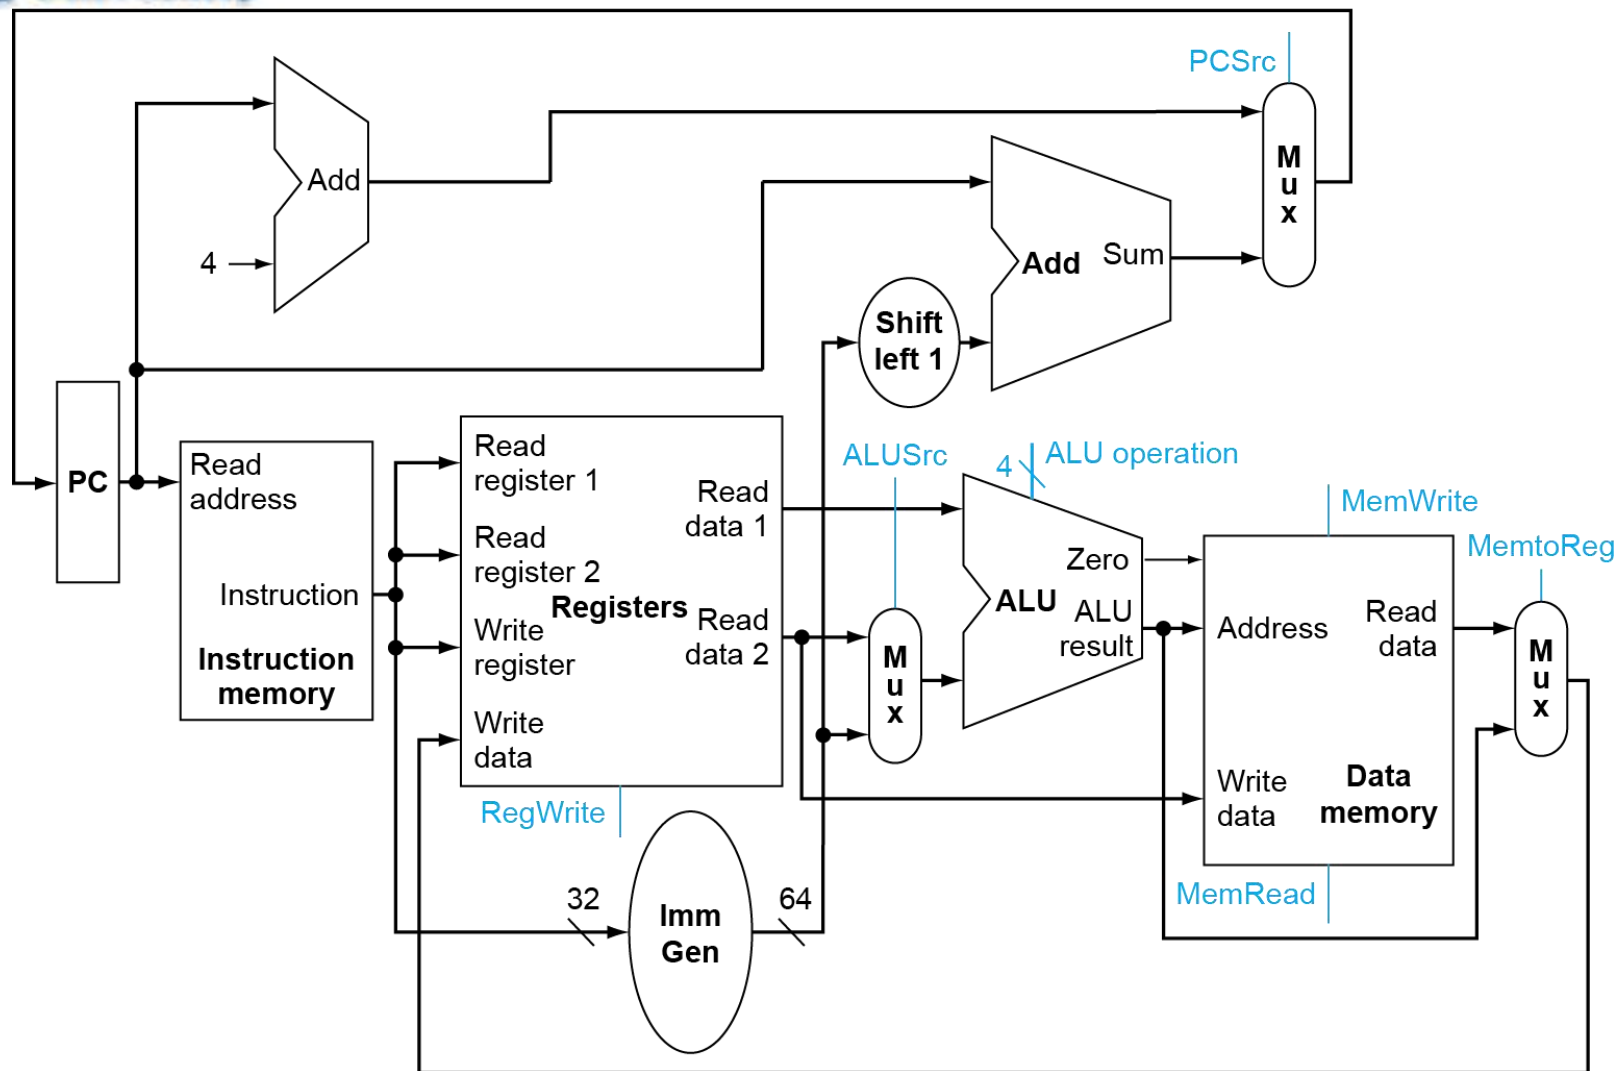 PCSrc
M
u
x
Add
4
Add Sum
Shift
left 1
PC
Read
address
Instruction
Instruction
memory
Read
register 1
Read
register 2
Write
register
Write
data
Registers
Read
data 1
Read
data 2
RegWrite
ALUSrc
M
u
x
4
ALU operation
Zero
ALU
ALU
result
MemWrite
Address
Read
data
Write
data
Data
memory
MemRead
MemtoReg
M
u
x
32
Imm
Gen
64